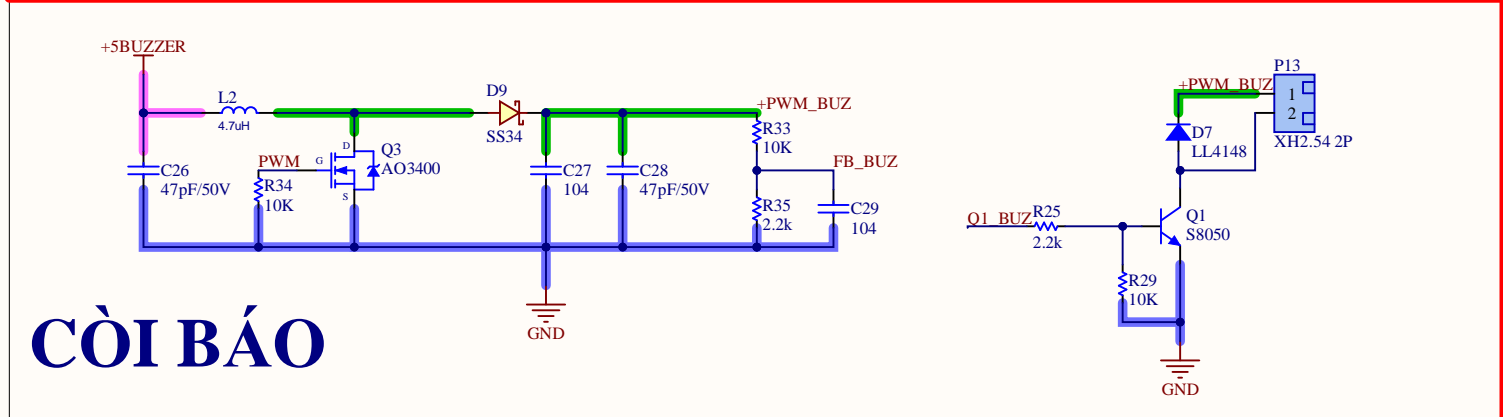 +5BUZZER
L2
4.7uH
D9
SS34
+PWM_BUZ
R33
10K
FB_BUZ
C26
47pF/50V
PWM
R34
10K
G
D
S
Q3
AO3400
C27
104
C28
47pF/50V
R35
2.2k
C29
104
GND
CÒI BÁO
P13
+PWM_BUZ
1
2
XH2.54 2P
D7
LL4148
Q1_BUZ
R25
2.2k
Q1
S8050
R29
10K
GND